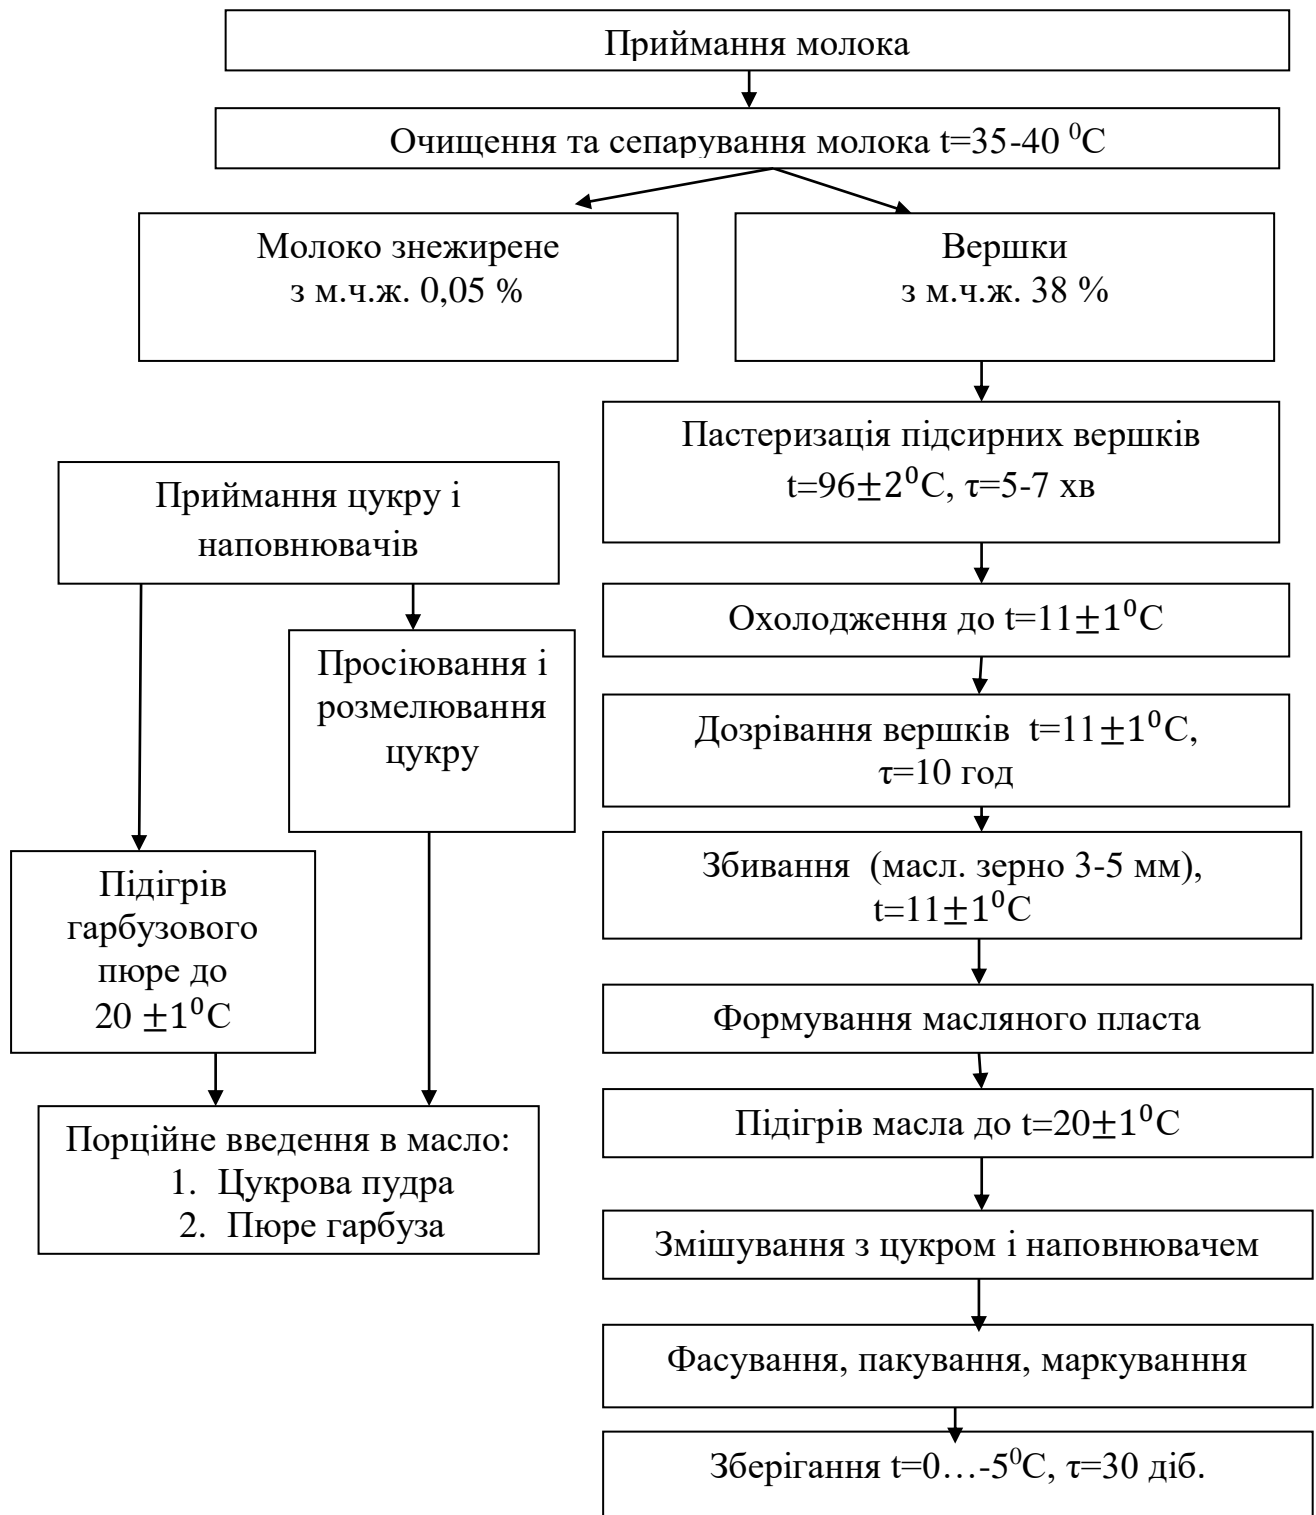 Приймання молока
Очищення та сепарування молока t=35-40 ⁰С
Молоко знежирене
з м.ч.ж. 0,05 %
Вершки
з м.ч.ж. 38 %
Пастеризація підсирних вершків
t=96±2⁰С, τ=5-7 хв
Приймання цукру і
наповнювачів
Охолодження до t=11±1⁰С
Просіювання і
розмелювання
цукру
Дозрівання вершків t=11±1⁰С,
τ=10 год
Збивання (масл. зерно 3-5 мм),
t=11±1⁰С
Підігрів
гарбузового
пюре до
20 ±1⁰С
Формування масляного пласта
Підігрів масла до t=20±1⁰С
Порційне введення в масло:
1. Цукрова пудра
2. Пюре гарбуза
Змішування з цукром і наповнювачем
Фасування, пакування, маркуванння
Зберігання t=0…-5⁰С, τ=30 діб.